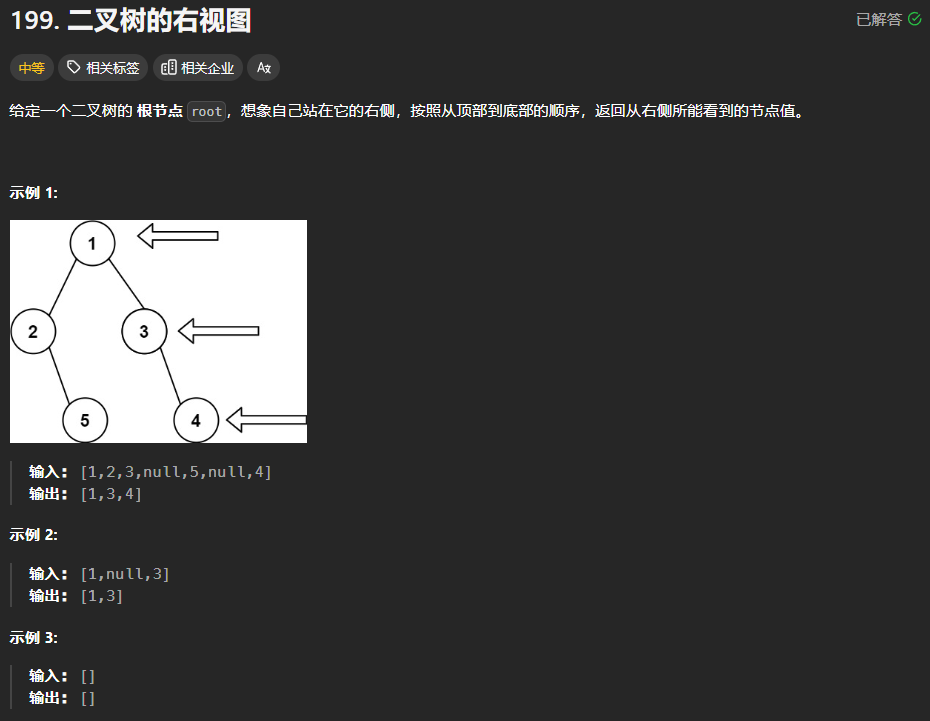 199. 二叉树的右视图
已解答
中等 相关标签 相关企业 Aあ
给定一个二叉树的 根节点 root，想象自己站在它的右侧，按照从顶部到底部的顺序，返回从右侧所能看到的节点值。
示例 1:
1
2 3
5 4
输入： [1,2,3,null,5,null,4]
输出： [1,3,4]
示例 2:
输入： [1,null,3]
输出： [1,3]
示例 3:
输入： []
输出： []